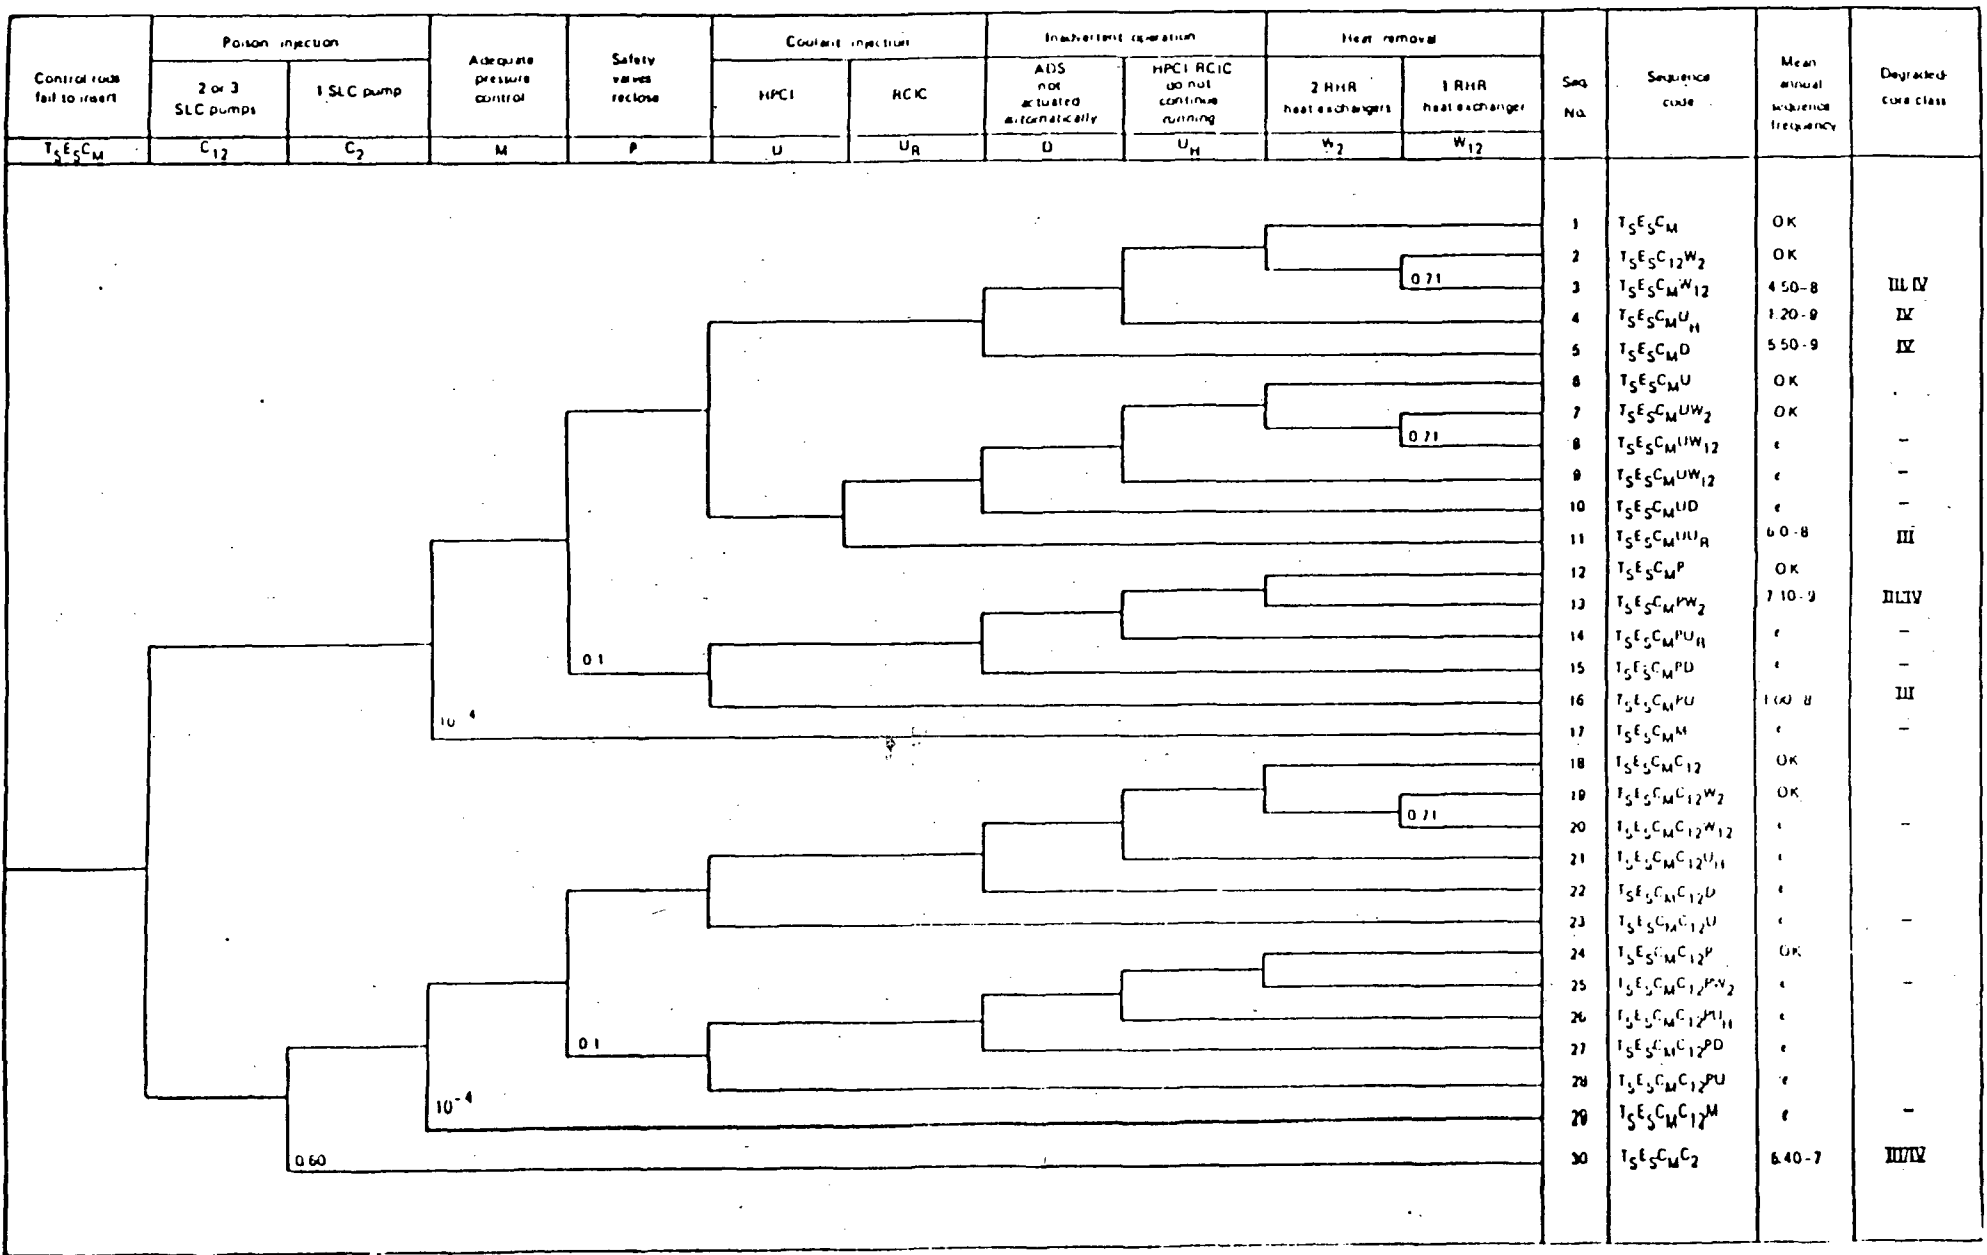 Control rods fail to insert
Poison injection
2 or 3 SLC pumps
1 SLC pump
Adequate pressure control
Safety valves reclose
Coolant injection
HPCI
RCIC
Inadvertent operation
ADS not actuated automatically
HPCI RCIC do not continue running
Heat removal
2 RHR heat exchangers
1 RHR heat exchanger
Seq No.
Sequence code
Mean annual sequence frequency
Degraded-core class
TSESCM C12 C2 M P U UR D UH W2 W12
1 TSESCM OK
2 TSESC12W2 OK
0.71
3 TSESCMW12 4.50-8 III, IV
4 TSESCMUH 1.20-9 IV
5 TSESCMD 5.50-9 IV
6 TSESCMU OK
7 TSESCMUW2 OK
0.71
8 TSESCMUW12 ε –
9 TSESCMUW12 ε –
10 TSESCMUD ε –
11 TSESCMUUR 6.0-8 III
12 TSESCMP OK
13 TSESCMPW2 7.10-9
14 TSESCMPUR ε –
0.1
15 TSESCMPD ε –
16 TSESCMPU 1.00-8 III
10-4
17 TSESCMM ε –
18 TSESCMC12 OK
19 TSESCMC12W2 OK
0.71
20 TSESCMC12W12 ε –
21 TSESCMC12UH ε
22 TSESCMC12D ε
23 TSESCMC12U ε –
24 TSESCMC12P OK
25 TSESCMC12PW2 ε –
26 TSESCMC12PUH ε
0.1
27 TSESCMC12PD ε
28 TSESCMC12PU ε
10-4
29 TSESCMC12M ε –
0.60
30 TSESCMC2 6.40-7 III/IV